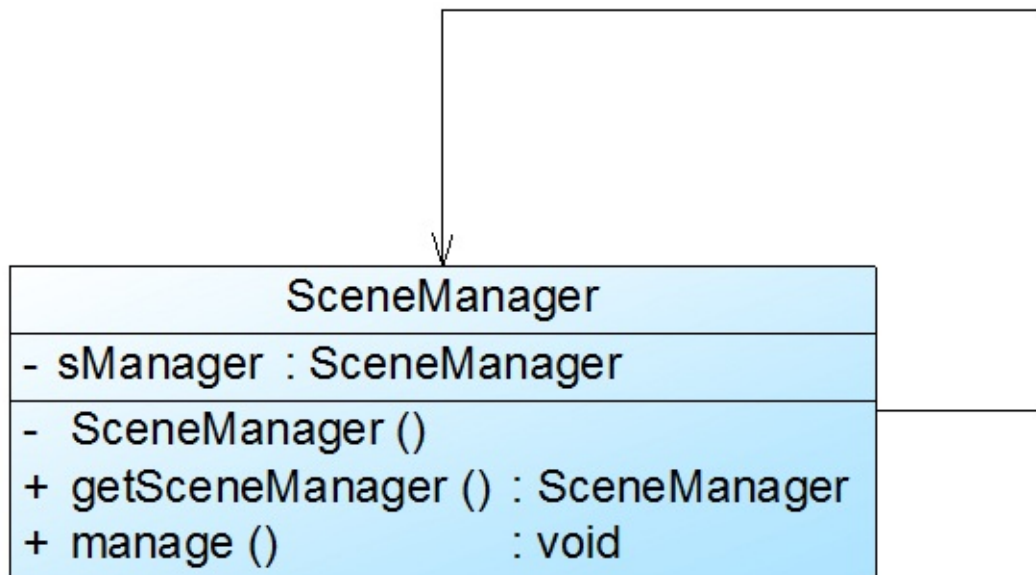 SceneManager
- sManager : SceneManager
- SceneManager ()
+ getSceneManager () : SceneManager
+ manage () : void